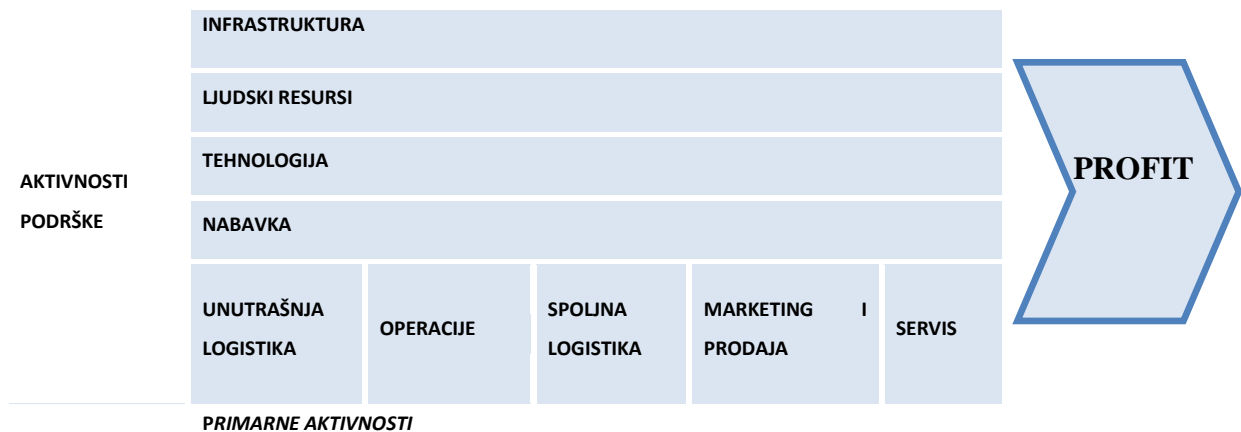 INFRASTRUKTURA
LJUDSKI RESURSI
TEHNOLOGIJA
NABAVKA
AKTIVNOSTI
PODRŠKE
UNUTRAŠNJA
LOGISTIKA
OPERACIJE
SPOLJNA
LOGISTIKA
MARKETING I
PRODAJA
SERVIS
PRIMARNE AKTIVNOSTI
PROFIT